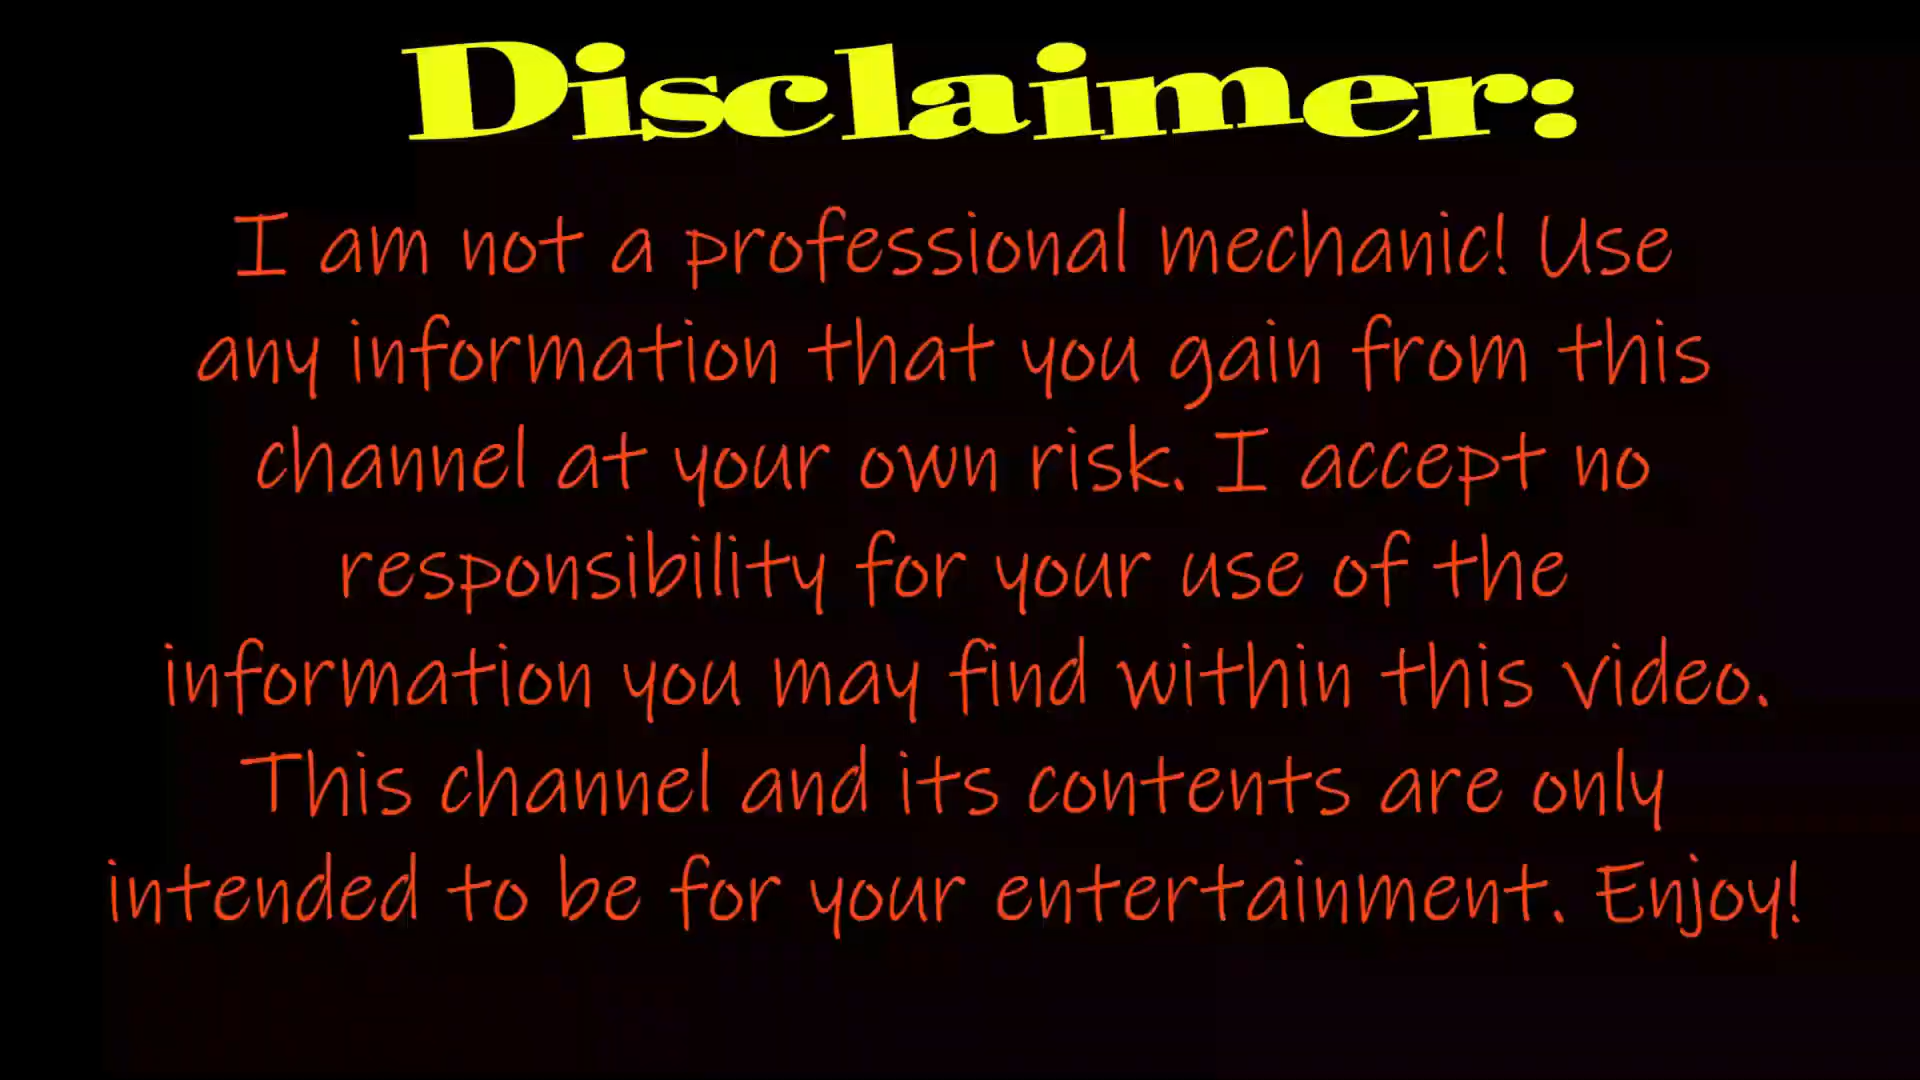 Disclaimer:
I am not a professional mechanic! Use
any information that you gain from this
channel at your own risk. I accept no
responsibility for your use of the
information you may find within this video.
This channel and its contents are only
intended to be for your entertainment. Enjoy!